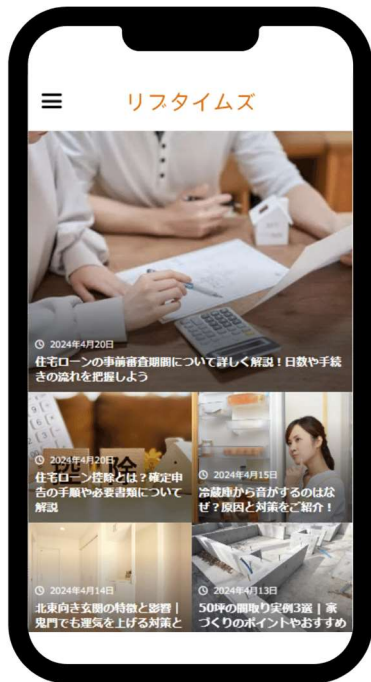 リブタイムズ
2024年4月20日
住宅ローンの事前審査期間について詳しく解説！日数や手続
きの流れを把握しよう
2024年4月20日
住宅ローン控除とは？確定申
告の手順や必要書類について
解説
2024年4月15日
冷蔵庫から音がするのはな
ぜ？原因と対策をご紹介！
2024年4月14日
北東向き玄関の特徴と影響｜
鬼門でも運気を上げる対策と
2024年4月13日
50坪の間取り実例3選｜家
づくりのポイントやおすすめ